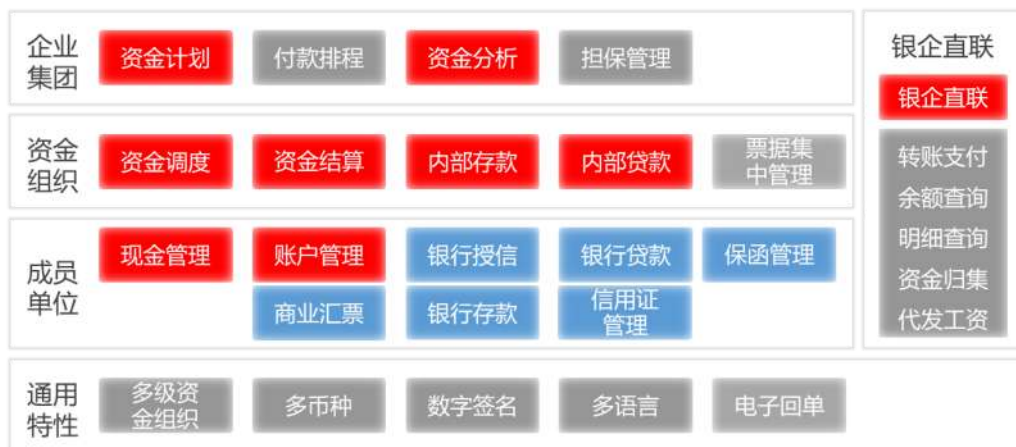 企业
集团
资金计划
付款排程
资金分析
担保管理
资金
组织
资金调度
资金结算
内部存款
内部贷款
票据集
中管理
成员
单位
现金管理
账户管理
银行授信
银行贷款
保函管理
商业汇票
银行存款
信用证
管理
银企直联
银企直联
转账支付
余额查询
明细查询
资金归集
代发工资
通用
特性
多级资
金组织
多币种
数字签名
多语言
电子回单